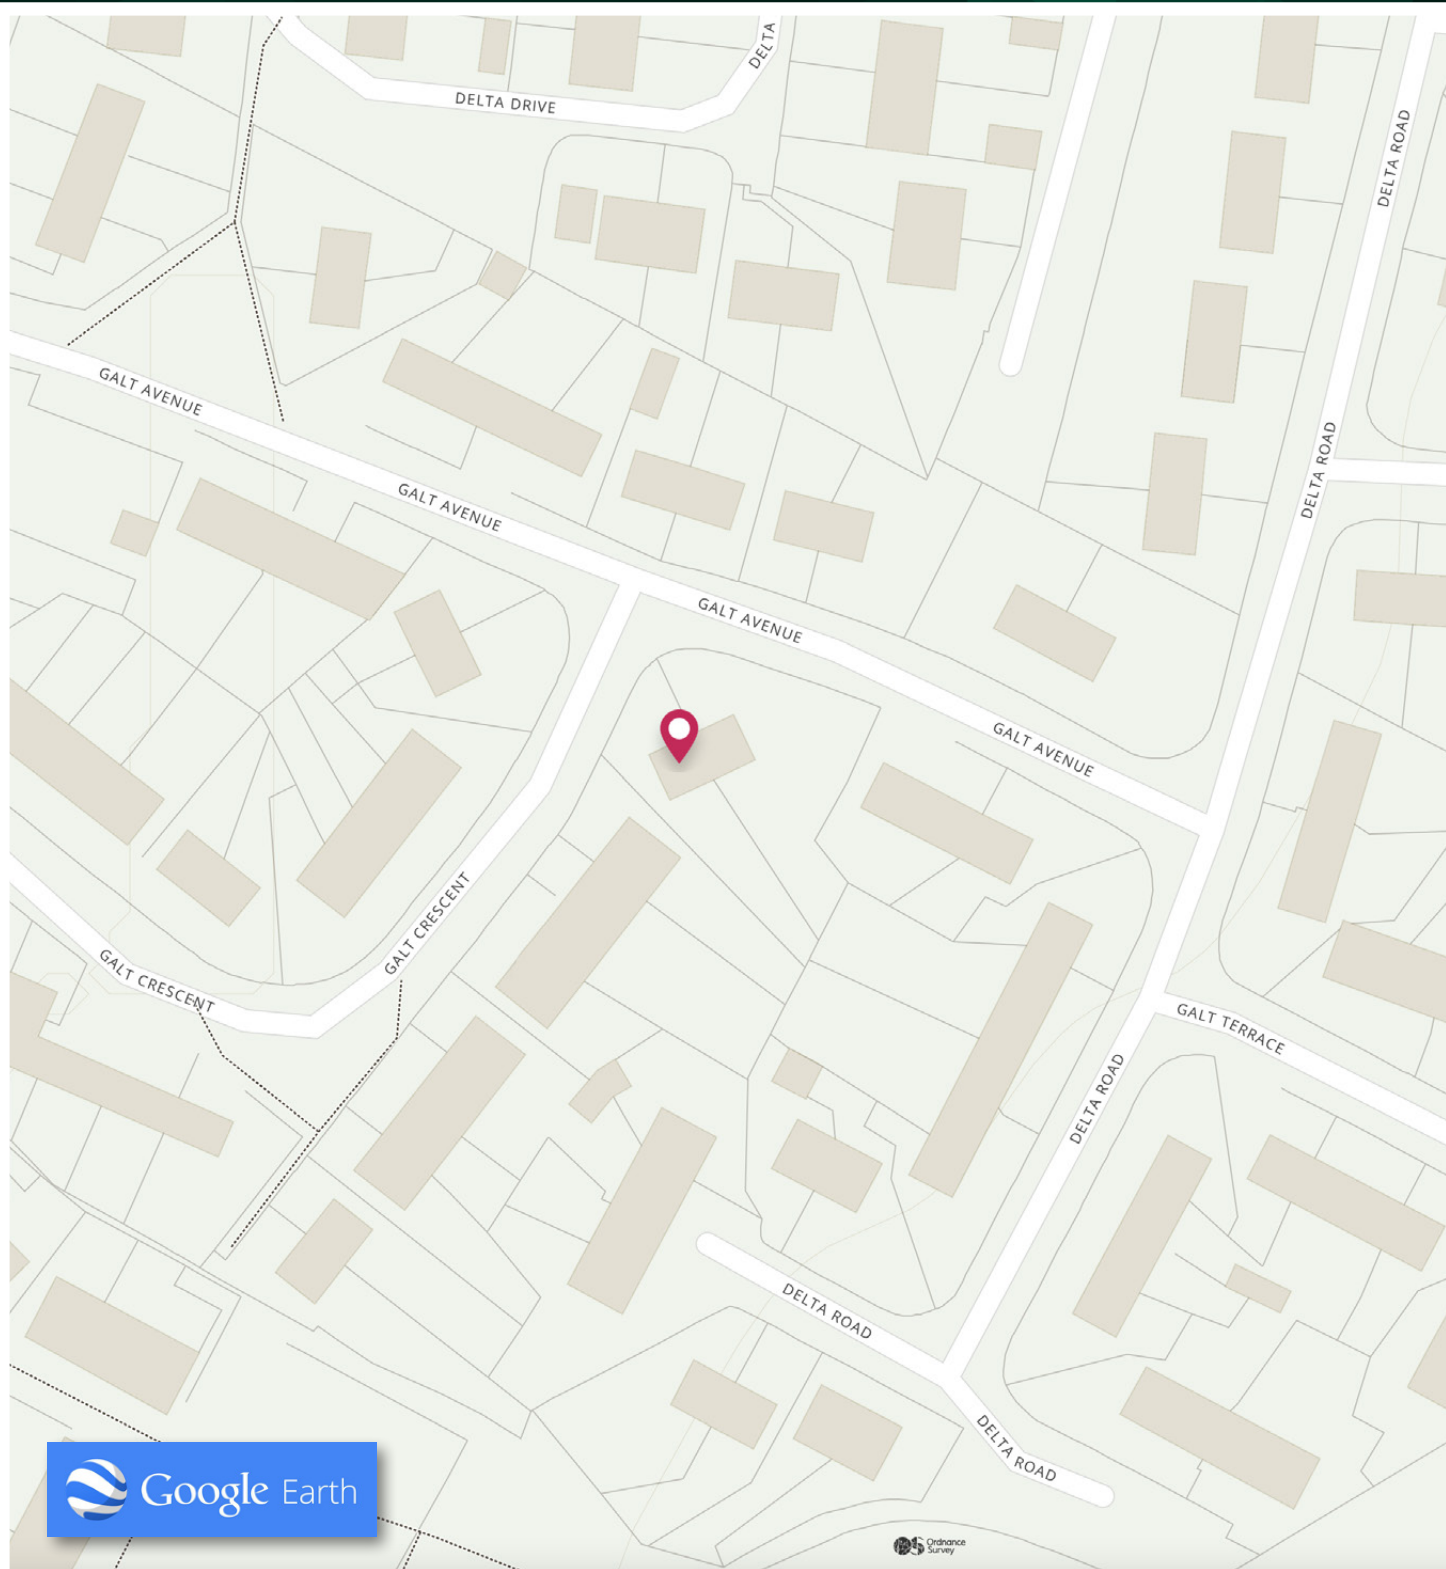 DELTA
DELTA DRIVE
DELTA ROAD
GALT AVENUE
DELTA ROAD
GALT AVENUE
GALT AVENUE
GALT AVENUE
GALT CRESCENT
GALT CRESCENT
GALT TERRACE
DELTA ROAD
DELTA ROAD
DELTA ROAD
Google Earth
Ordnance
Survey